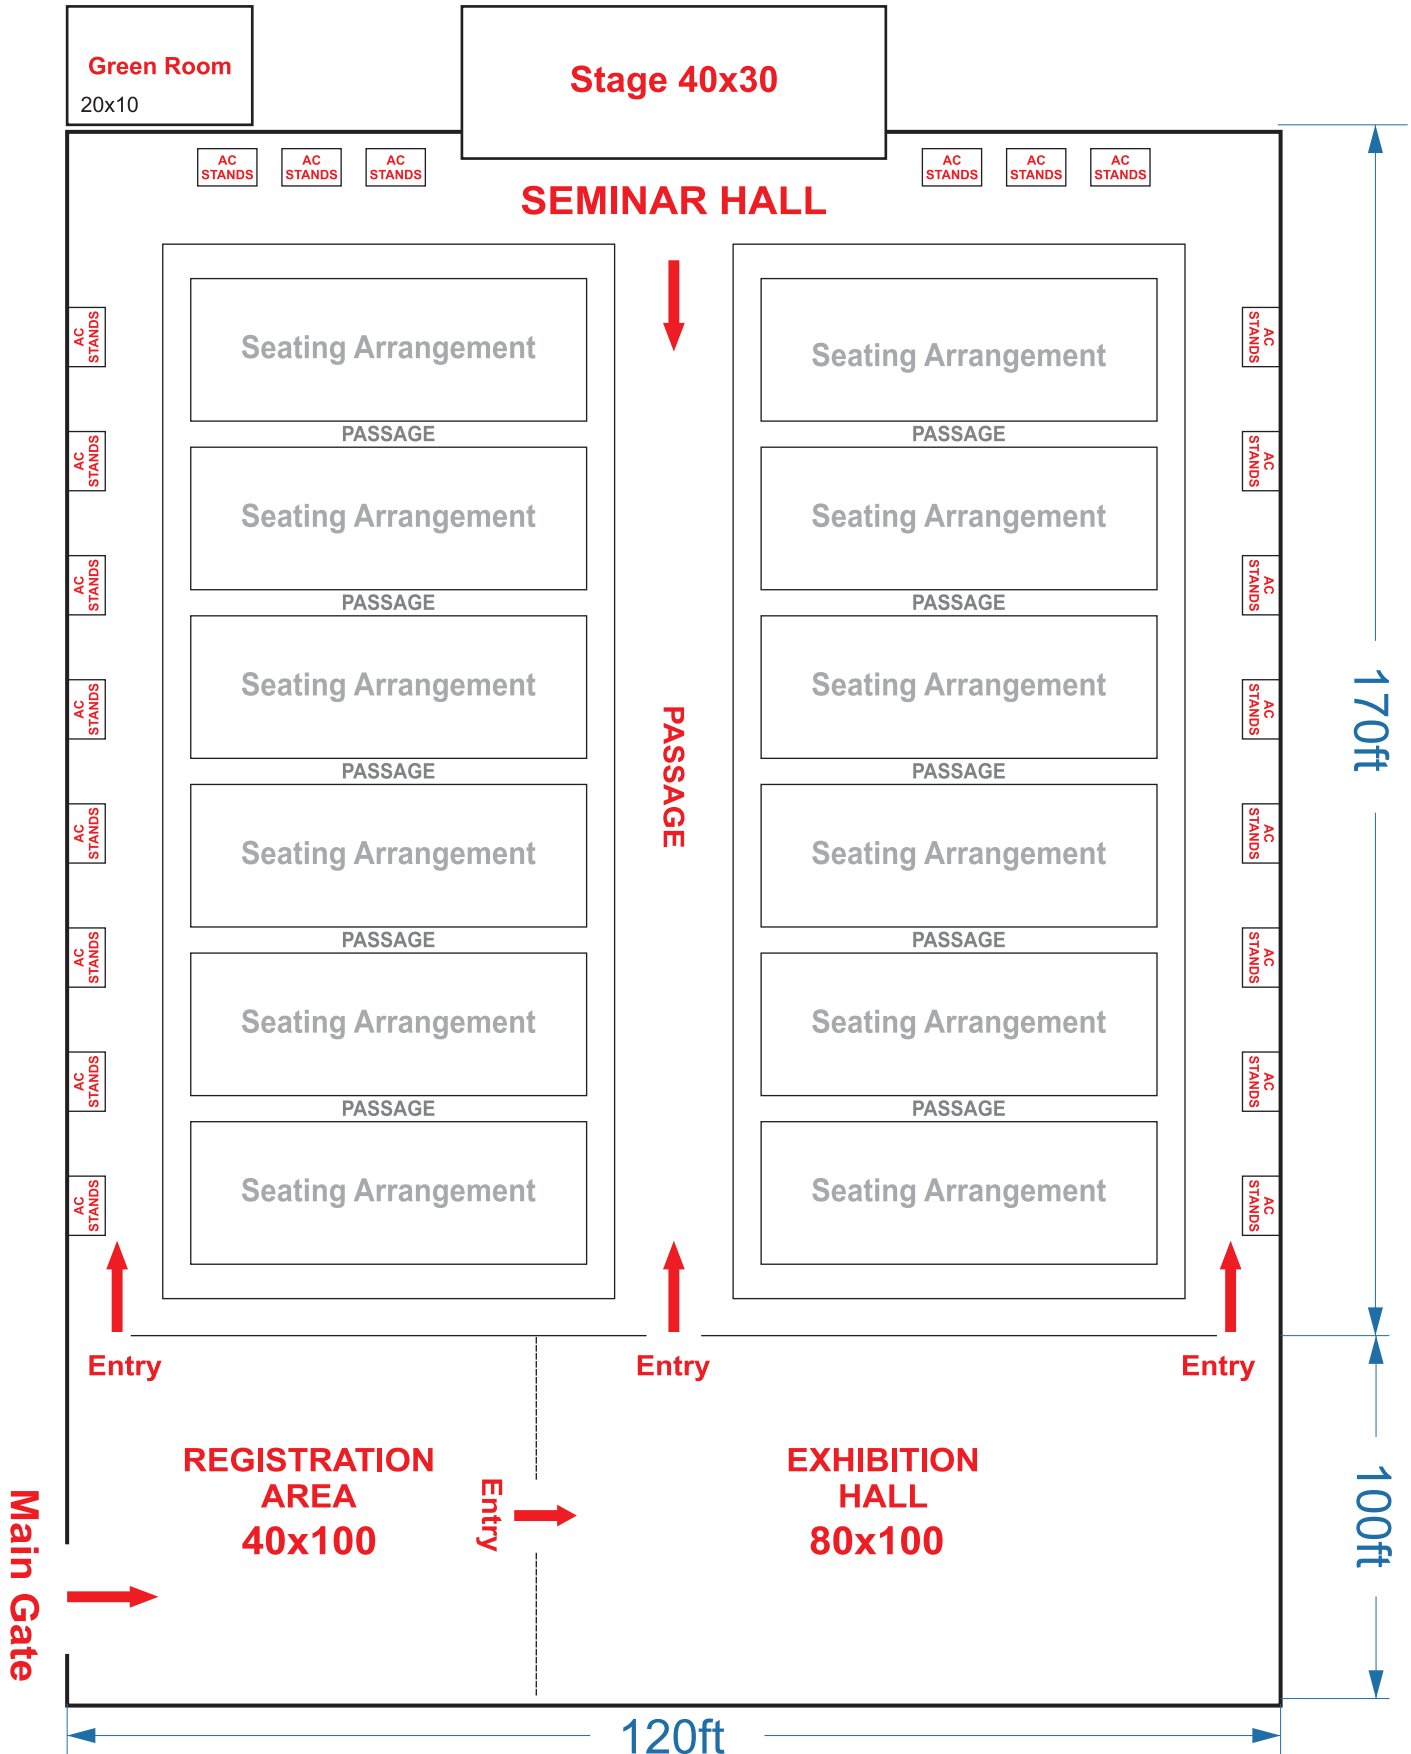 Green Room
20x10
Stage 40x30
AC
STANDS
AC
STANDS
AC
STANDS
AC
STANDS
AC
STANDS
AC
STANDS
SEMINAR HALL
AC
STANDS
AC
STANDS
AC
STANDS
AC
STANDS
AC
STANDS
AC
STANDS
AC
STANDS
AC
STANDS
Seating Arrangement
PASSAGE
Seating Arrangement
PASSAGE
Seating Arrangement
PASSAGE
Seating Arrangement
PASSAGE
Seating Arrangement
PASSAGE
Seating Arrangement
PASSAGE
Seating Arrangement
PASSAGE
Seating Arrangement
PASSAGE
Seating Arrangement
PASSAGE
Seating Arrangement
PASSAGE
Seating Arrangement
PASSAGE
Seating Arrangement
AC
STANDS
AC
STANDS
AC
STANDS
AC
STANDS
AC
STANDS
AC
STANDS
AC
STANDS
AC
STANDS
170ft
Entry
Entry
Entry
REGISTRATION
AREA
40x100
Entry
EXHIBITION
HALL
80x100
100ft
Main Gate
120ft